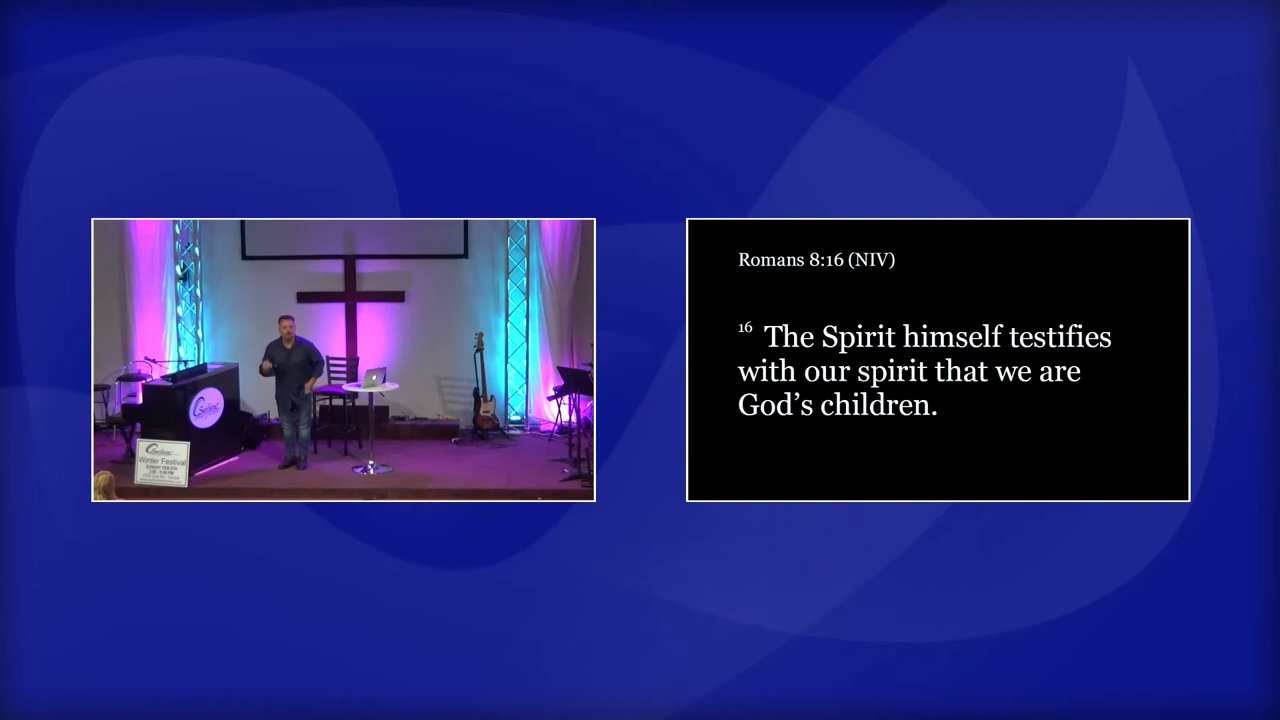 Winter Festival
Romans 8:16 (NIV)
16 The Spirit himself testifies
with our spirit that we are
God’s children.